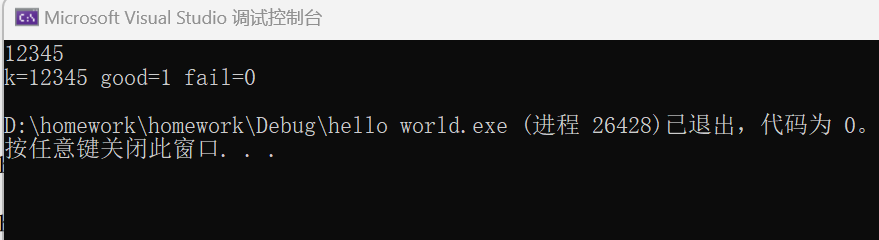 Microsoft Visual Studio 调试控制台
12345
k=12345 good=1 fail=0
D:\homework\homework\Debug\hello world.exe (进程 26428)已退出，代码为 0。
按任意键关闭此窗口. . .